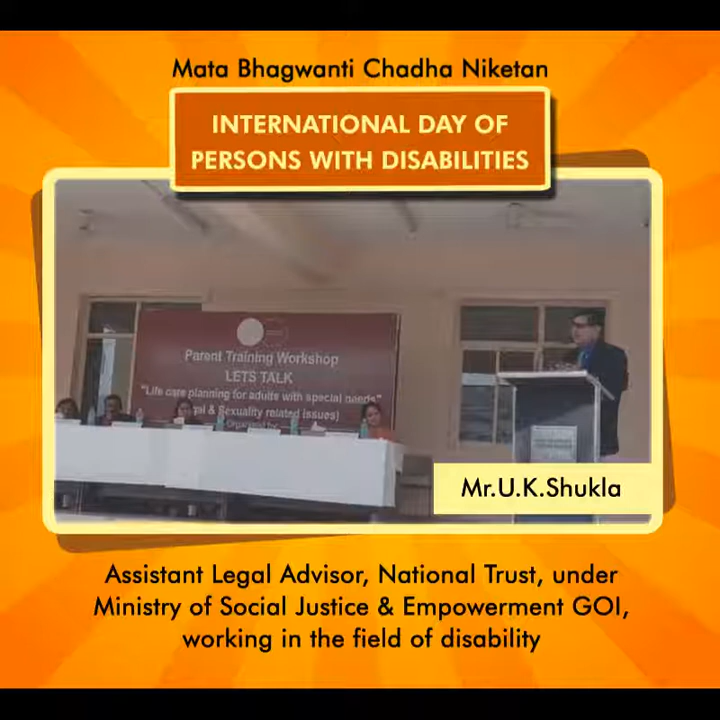 Mata Bhagwanti Chadha Niketan
INTERNATIONAL DAY OF
PERSONS WITH DISABILITIES
Parent Training Workshop
LETS TALK
"Life care planning for adults with special needs"
& Sexuality related issues)
Mr.U.K.Shukla
Assistant Legal Advisor, National Trust, under
Ministry of Social Justice & Empowerment GOI,
working in the field of disability